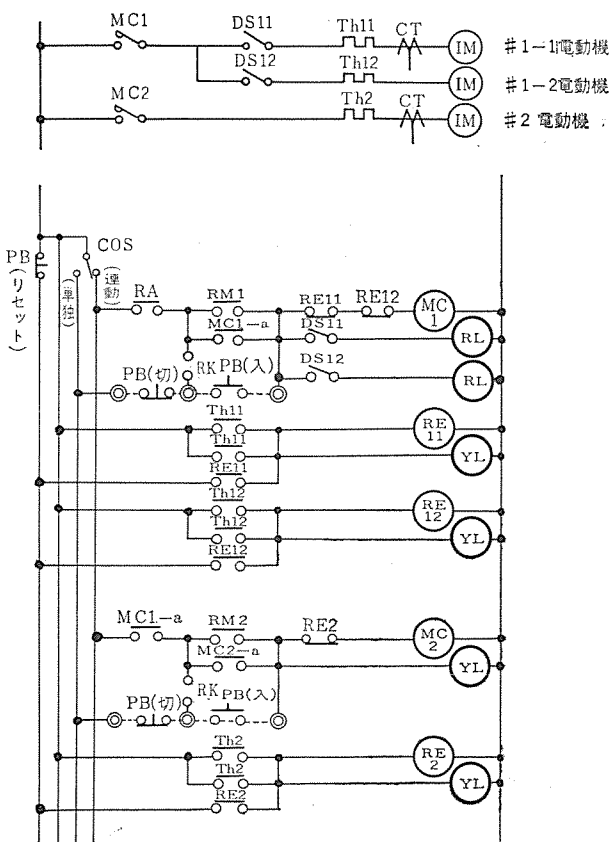 MC1 DS11 Th11 CT
IM #1-1電動機
DS12 Th12
IM #1-2電動機
MC2 Th2 CT
IM #2電動機
COS
PB (リセット)
(単独)
(連動)
RA RM1 RE11 RE12 MC1
MC1-a DS11 RL
DS12 RL
PB(切) RK PB(入)
Th11 RE11
Th11 YL
RE11
Th12 RE12
Th12 YL
RE12
MC1-a RM2 RE2 MC2
MC2-a YL
PB(切) RK PB(入)
Th2 RE2
Th2 YL
RE2